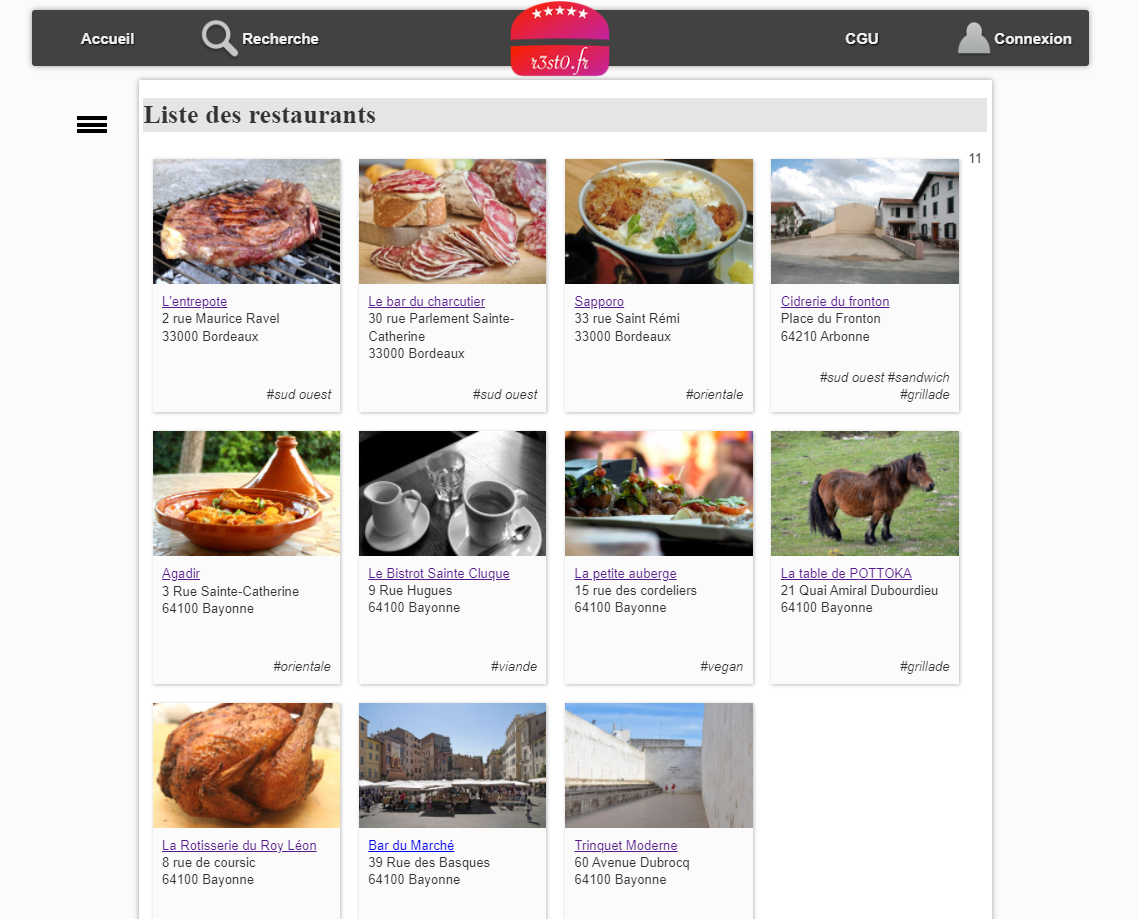 Accueil
Recherche
r3st0.fr
CGU
Connexion
Liste des restaurants
11
L'entrepote
2 rue Maurice Ravel
33000 Bordeaux
#sud ouest
Le bar du charcutier
30 rue Parlement Sainte-
Catherine
33000 Bordeaux
#sud ouest
Sapporo
33 rue Saint Rémi
33000 Bordeaux
#orientale
Cidrerie du fronton
Place du Fronton
64210 Arbonne
#sud ouest #sandwich
#grillade
Agadir
3 Rue Sainte-Catherine
64100 Bayonne
#orientale
Le Bistrot Sainte Cluque
9 Rue Hugues
64100 Bayonne
#viande
La petite auberge
15 rue des cordeliers
64100 Bayonne
#vegan
La table de POTTOKA
21 Quai Amiral Dubourdieu
64100 Bayonne
#grillade
La Rotisserie du Roy Léon
8 rue de coursic
64100 Bayonne
Bar du Marché
39 Rue des Basques
64100 Bayonne
Trinquet Moderne
60 Avenue Dubrocq
64100 Bayonne